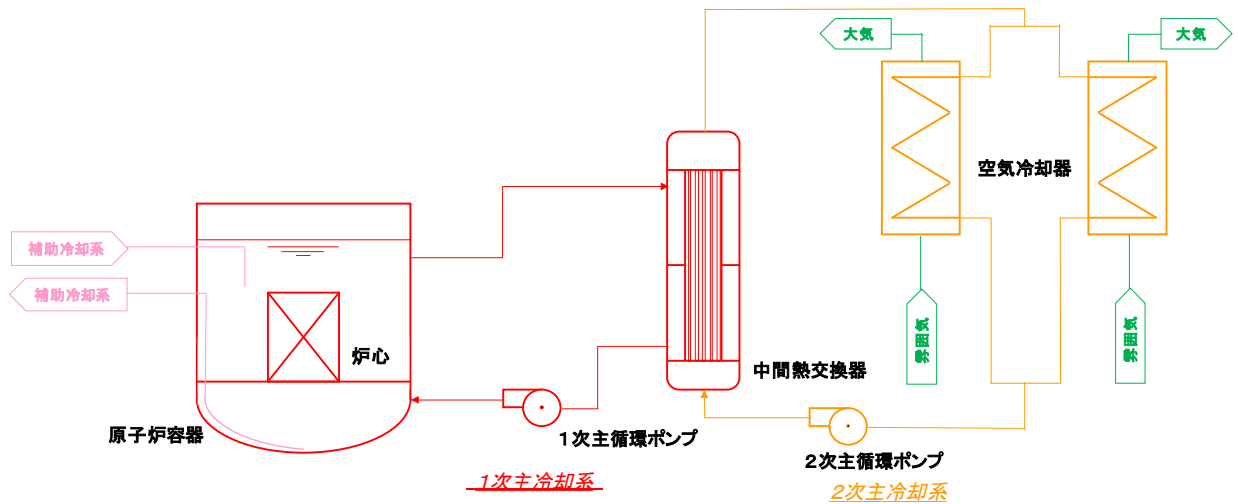 大気
大気
空気冷却器
補助冷却系
補助冷却系
雰囲気
雰囲気
炉心
中間熱交換器
原子炉容器
1次主循環ポンプ
2次主循環ポンプ
1次主冷却系
2次主冷却系